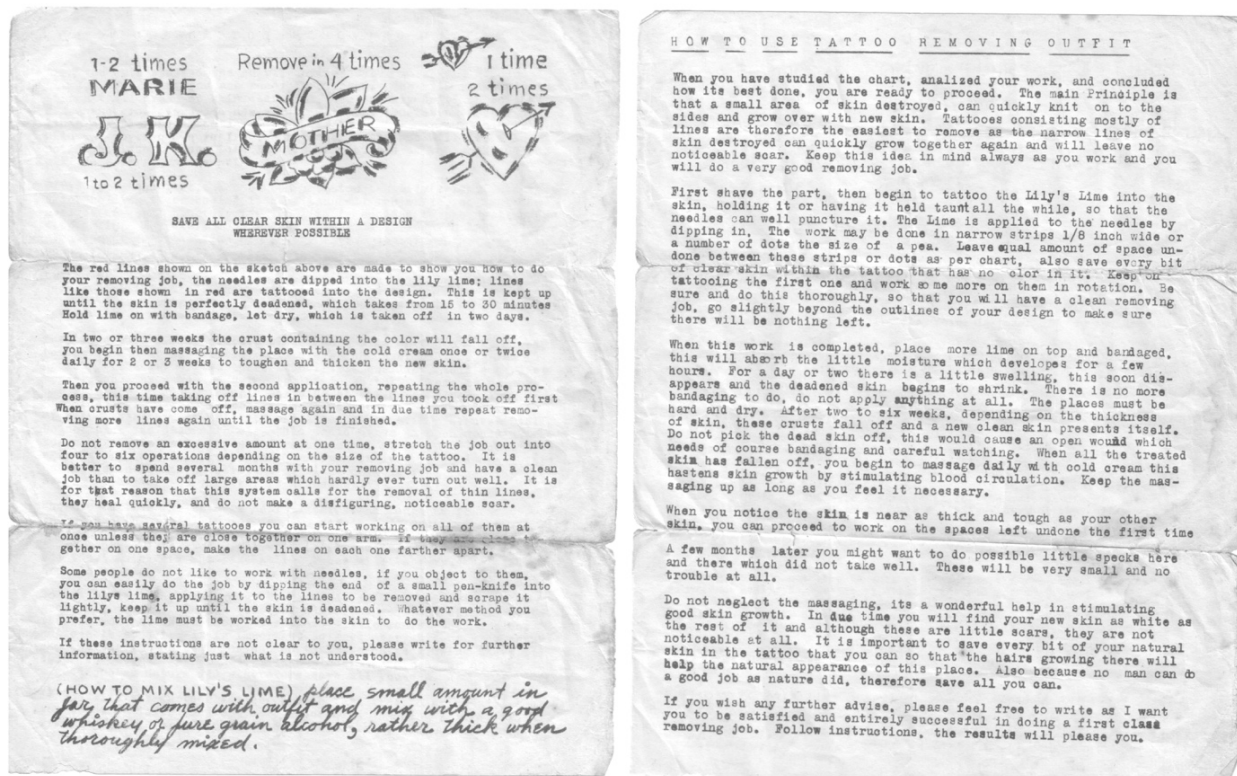 1-2 times
MARIE
J. K.
1 to 2 times
Remove in 4 times
MOTHER
1 time
2 times
SAVE ALL CLEAR SKIN WITHIN A DESIGN
WHEREVER POSSIBLE
The red lines shown on the sketch above are made to show you how to do
your removing job, the needles are dipped into the lily lime; lines
like those shown in red are tattooed into the design. This is kept up
until the skin is perfectly deadened, which takes from 15 to 30 minutes
Hold lime on with bandage, let dry, which is taken off in two days.
In two or three weeks the crust containing the color will fall off,
you begin then massaging the place with the cold cream once or twice
daily for 2 or 3 weeks to toughen and thicken the new skin.
Then you proceed with the second application, repeating the whole pro-
cess, this time taking off lines in between the lines you took off first
When crusts have come off, massage again and in due time repeat remo-
ving more lines again until the job is finished.
Do not remove an excessive amount at one time, stretch the job out into
four to six operations depending on the size of the tattoo. It is
better to spend several months with your removing job and have a clean
job than to take off large areas which hardly ever turn out well. It is
for that reason that this system calls for the removal of thin lines,
they heal quickly, and do not make a disfiguring, noticeable scar.
If you have several tattooes you can start working on all of them at
once unless they are close together on one arm. If they are close to-
gether on one space, make the lines on each one farther apart.
Some people do not like to work with needles, if you object to them,
you can easily do the job by dipping the end of a small pen-knife into
the lilys lime, applying it to the lines to be removed and scrape it
lightly, keep it up until the skin is deadened. Whatever method you
prefer, the lime must be worked into the skin to do the work.
If these instructions are not clear to you, please write for further
information, stating just what is not understood.
(HOW TO MIX LILY'S LIME) place small amount in
jar that comes with outfit and mix with a good
whiskey or pure grain alcohol, rather thick when
thoroughly mixed.
HOW TO USE TATTOO REMOVING OUTFIT
When you have studied the chart, analized your work, and concluded
how its best done, you are ready to proceed. The main Principle is
that a small area of skin destroyed, can quickly knit on to the
sides and grow over with new skin. Tattooes consisting mostly of
lines are therefore the easiest to remove as the narrow lines of
skin destroyed can quickly grow together again and will leave no
noticeable scar. Keep this idea in mind always as you work and you
will do a very good removing job.
First shave the part, then begin to tattoo the Lily's Lime into the
skin, holding it or having it held taunt all the while, so that the
needles can well puncture it. The Lime is applied to the needles by
dipping in, The work may be done in narrow strips 1/8 inch wide or
a number of dots the size of a pea. Leave equal amount of space un-
done between these strips or dots as per chart, also save every bit
of clear skin within the tattoo that has no olor in it. Keep on
tattooing the first one and work some more on them in rotation. Be
sure and do this thoroughly, so that you will have a clean removing
job, go slightly beyond the outlines of your design to make sure
there will be nothing left.
When this work is completed, place more lime on top and bandaged,
this will absorb the little moisture which developes for a few
hours. For a day or two there is a little swelling, this soon dis-
appears and the deadened skin begins to shrink. There is no more
bandaging to do, do not apply anything at all. The places must be
hard and dry. After two to six weeks, depending on the thickness
of skin, these crusts fall off and a new clean skin presents itself.
Do not pick the dead skin off, this would cause an open wound which
needs of course bandaging and careful watching. When all the treated
skin has fallen off, you begin to massage daily with cold cream this
hastens skin growth by stimulating blood circulation. Keep the mas-
saging up as long as you feel it necessary.
When you notice the skin is near as thick and tough as your other
skin, you can proceed to work on the spaces left undone the first time
A few months later you might want to do possible little specks here
and there which did not take well. These will be very small and no
trouble at all.
Do not neglect the massaging, its a wonderful help in stimulating
good skin growth. In due time you will find your new skin as white as
the rest of it and although these are little scars, they are not
noticeable at all. It is important to save every bit of your natural
skin in the tattoo that you can so that the hairs growing there will
help the natural appearance of this place. Also because no man can do
a good job as nature did, therefore save all you can.
If you wish any further advise, please feel free to write as I want
you to be satisfied and entirely successful in doing a first class
removing job. Follow instructions, the results will please you.